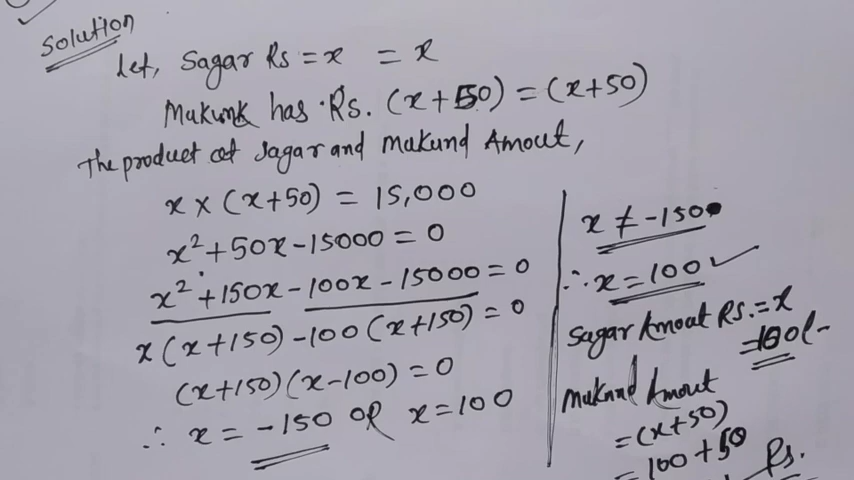 Solution
Let, Sagar Rs = x = x
Makunk has Rs. (x+50) = (x+50)
The product of Sagar and Mukund Amout,
x × (x+50) = 15,000
x² + 50x - 15000 = 0
x² + 150x - 100x - 15000 = 0
x(x+150) - 100(x+150) = 0
(x+150)(x-100) = 0
∴ x = -150 OR x = 100
x ≠ -150
∴ x = 100
Sagar Amout Rs. = x
= 100/-
Mukund Amout
= (x+50)
= 100 + 50
Rs.